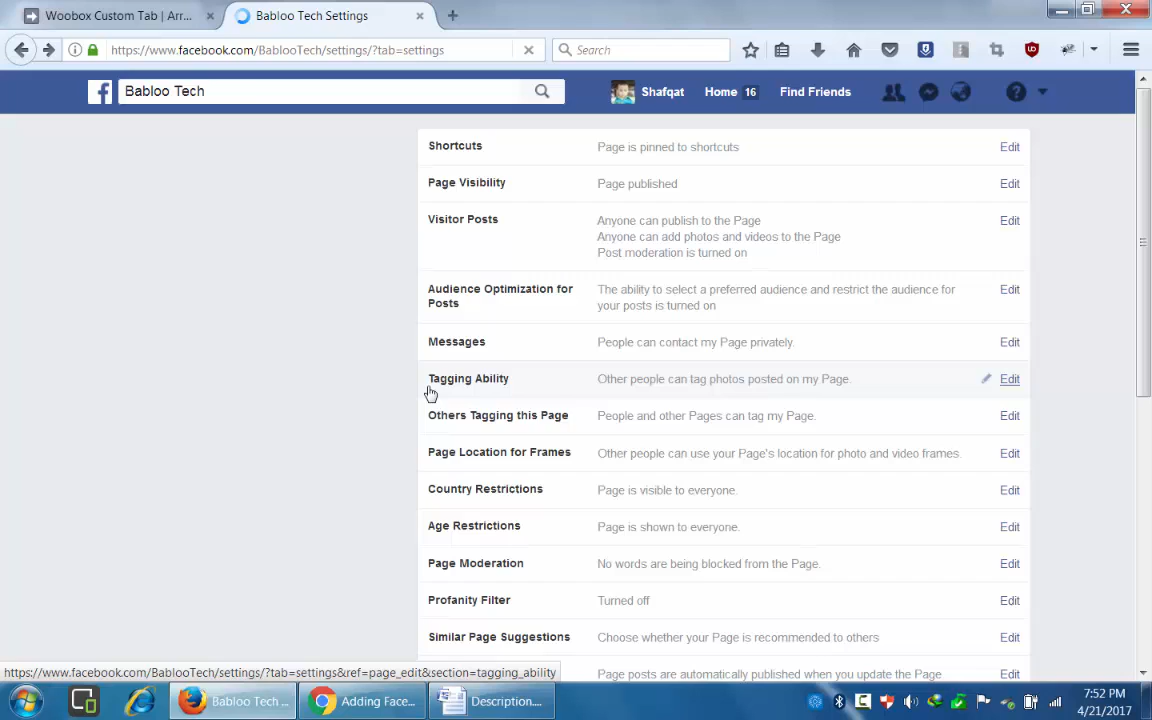 Woobox Custom Tab | Arr...
Babloo Tech Settings
https://www.facebook.com/BablooTech/settings/?tab=settings
Search
Babloo Tech
Shafqat
Home 16
Find Friends
Shortcuts
Page is pinned to shortcuts
Edit
Page Visibility
Page published
Edit
Visitor Posts
Anyone can publish to the Page
Anyone can add photos and videos to the Page
Post moderation is turned on
Edit
Audience Optimization for
Posts
The ability to select a preferred audience and restrict the audience for
your posts is turned on
Edit
Messages
People can contact my Page privately.
Edit
Tagging Ability
Other people can tag photos posted on my Page.
Edit
Others Tagging this Page
People and other Pages can tag my Page.
Edit
Page Location for Frames
Other people can use your Page's location for photo and video frames.
Edit
Country Restrictions
Page is visible to everyone.
Edit
Age Restrictions
Page is shown to everyone.
Edit
Page Moderation
No words are being blocked from the Page.
Edit
Profanity Filter
Turned off
Edit
Similar Page Suggestions
Choose whether your Page is recommended to others
Edit
Page posts are automatically published when you update the Page
Edit
https://www.facebook.com/BablooTech/settings/?tab=settings&ref=page_edit&section=tagging_ability
Babloo Tech ...
Adding Face...
Description....
7:52 PM
4/21/2017